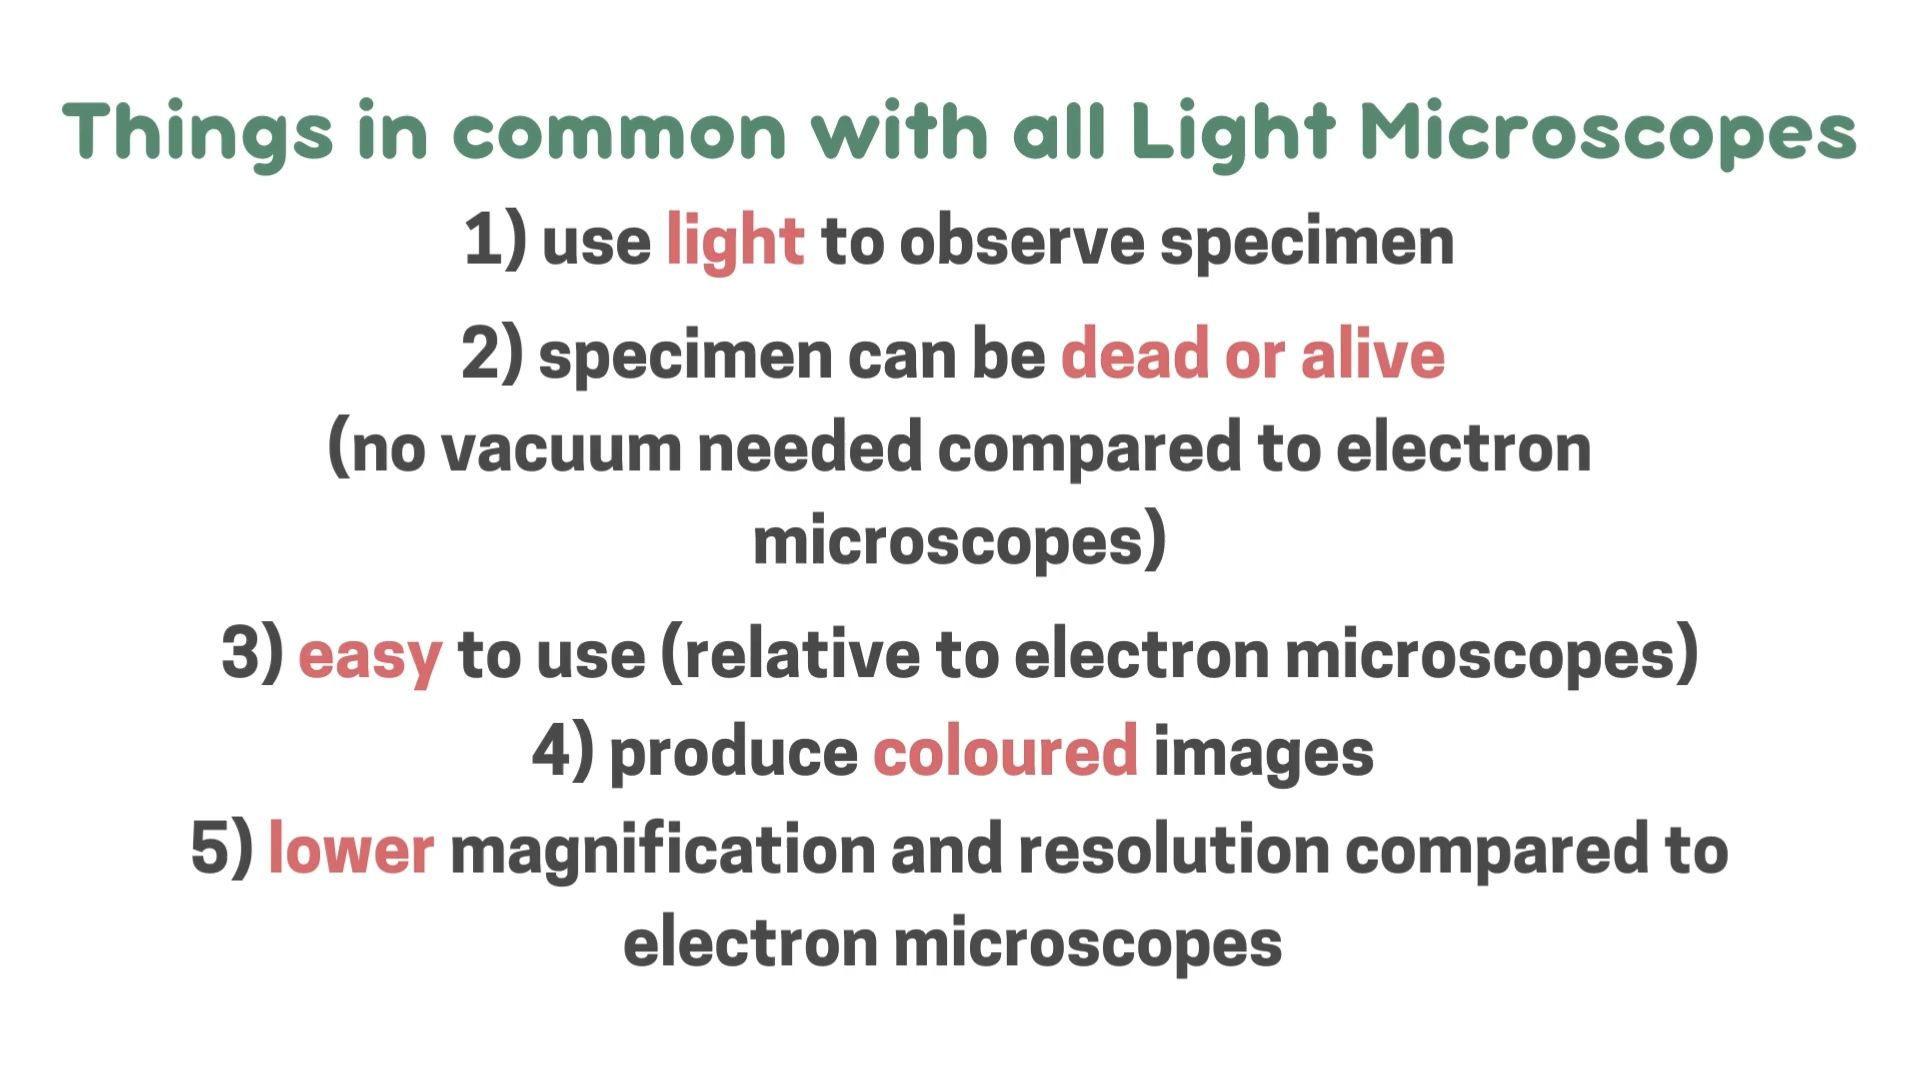 Things in common with all Light Microscopes
1) use light to observe specimen
2) specimen can be dead or alive
(no vacuum needed compared to electron
microscopes)
3) easy to use (relative to electron microscopes)
4) produce coloured images
5) lower magnification and resolution compared to
electron microscopes